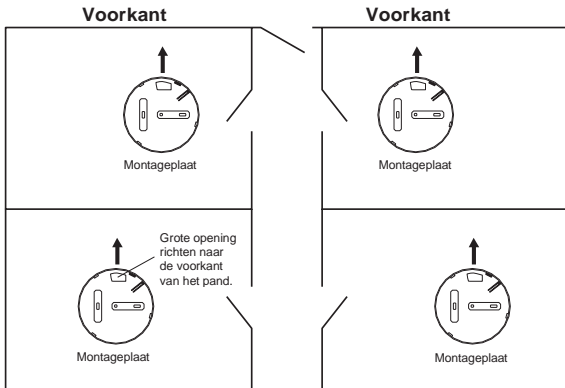 Voorkant
Voorkant
Montageplaat
Montageplaat
Grote opening
richten naar
de voorkant
van het pand.
Montageplaat
Montageplaat